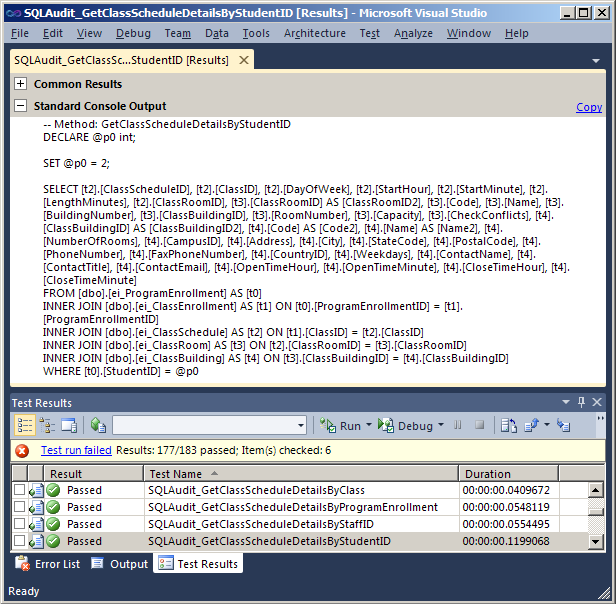 SQLAudit_GetClassScheduleDetailsByStudentID [Results] - Microsoft Visual Studio
File Edit View Debug Team Data Tools Architecture Test Analyze Window Help
SQLAudit_GetClassSc...StudentID [Results]
Common Results
Standard Console Output Copy
-- Method: GetClassScheduleDetailsByStudentID
DECLARE @p0 int;
SET @p0 = 2;
SELECT [t2].[ClassScheduleID], [t2].[ClassID], [t2].[DayOfWeek], [t2].[StartHour], [t2].[StartMinute], [t2].
[LengthMinutes], [t2].[ClassRoomID], [t3].[ClassRoomID] AS [ClassRoomID2], [t3].[Code], [t3].[Name], [t3].
[BuildingNumber], [t3].[ClassBuildingID], [t3].[RoomNumber], [t3].[Capacity], [t3].[CheckConflicts], [t4].
[ClassBuildingID] AS [ClassBuildingID2], [t4].[Code] AS [Code2], [t4].[Name] AS [Name2], [t4].
[NumberOfRooms], [t4].[CampusID], [t4].[Address], [t4].[City], [t4].[StateCode], [t4].[PostalCode], [t4].
[PhoneNumber], [t4].[FaxPhoneNumber], [t4].[CountryID], [t4].[Weekdays], [t4].[ContactName], [t4].
[ContactTitle], [t4].[ContactEmail], [t4].[OpenTimeHour], [t4].[OpenTimeMinute], [t4].[CloseTimeHour], [t4].
[CloseTimeMinute]
FROM [dbo].[ei_ProgramEnrollment] AS [t0]
INNER JOIN [dbo].[ei_ClassEnrollment] AS [t1] ON [t0].[ProgramEnrollmentID] = [t1].
[ProgramEnrollmentID]
INNER JOIN [dbo].[ei_ClassSchedule] AS [t2] ON [t1].[ClassID] = [t2].[ClassID]
INNER JOIN [dbo].[ei_ClassRoom] AS [t3] ON [t2].[ClassRoomID] = [t3].[ClassRoomID]
INNER JOIN [dbo].[ei_ClassBuilding] AS [t4] ON [t3].[ClassBuildingID] = [t4].[ClassBuildingID]
WHERE [t0].[StudentID] = @p0
Test Results
Run Debug
Test run failed Results: 177/183 passed; Item(s) checked: 6
Result Test Name Duration
Passed SQLAudit_GetClassScheduleDetailsByClass 00:00:00.0409672
Passed SQLAudit_GetClassScheduleDetailsByProgramEnrollment 00:00:00.0548119
Passed SQLAudit_GetClassScheduleDetailsByStaffID 00:00:00.0554495
Passed SQLAudit_GetClassScheduleDetailsByStudentID 00:00:00.1199068
Error List Output Test Results
Ready